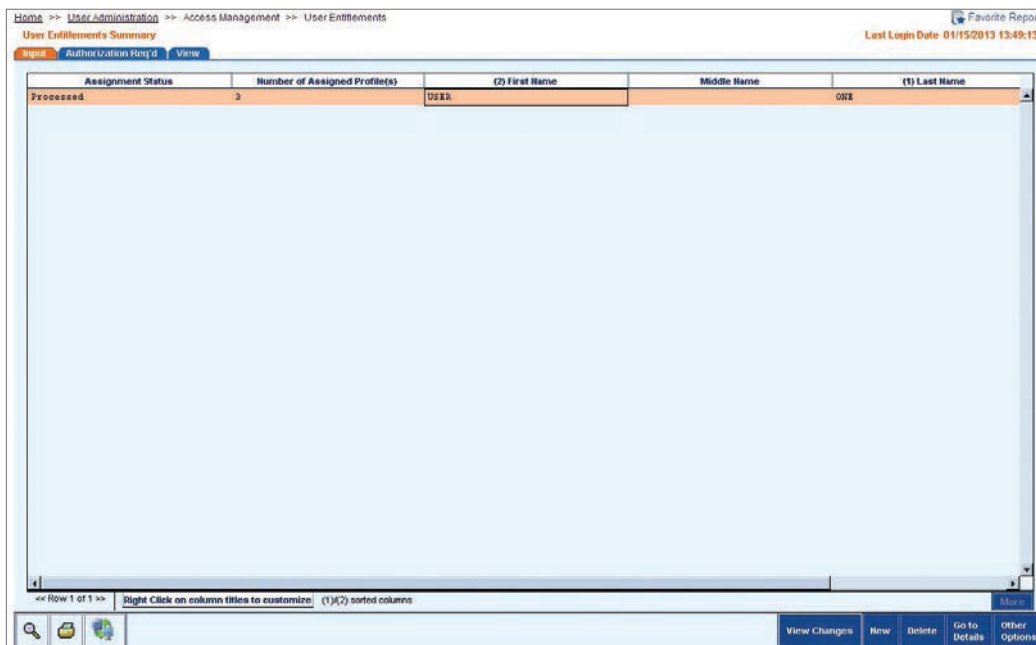 Home >> User Administration >> Access Management >> User Entitlements
Favorite Repor
User Entitlements Summary
Last Login Date 01/15/2013 13:49:13
Input Authorization Req'd View
Assignment Status Number of Assigned Profile(s) (2) First Name Middle Name (1) Last Name
Processed 3 USER ONE
<< Row 1 of 1 >> Right Click on column titles to customize (1)/(2) sorted columns
More
View Changes New Delete Go to Details Other Options